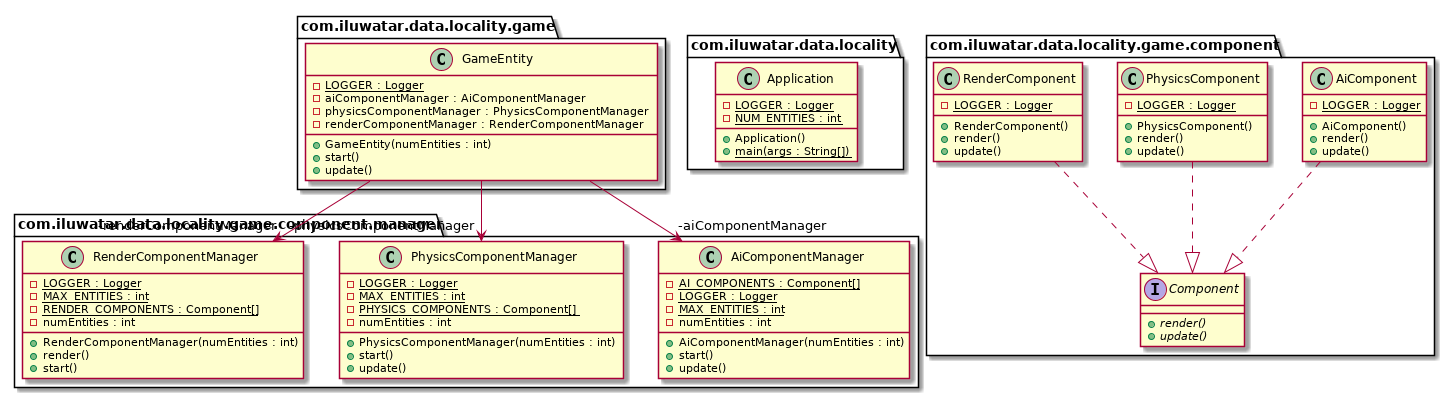 com.iluwatar.data.locality.game
C GameEntity
LOGGER : Logger
aiComponentManager : AiComponentManager
physicsComponentManager : PhysicsComponentManager
renderComponentManager : RenderComponentManager
GameEntity(numEntities : int)
start()
update()
com.iluwatar.data.locality
C Application
LOGGER : Logger
NUM_ENTITIES : int
Application()
main(args : String[])
com.iluwatar.data.locality.game.component
C RenderComponent
LOGGER : Logger
RenderComponent()
render()
update()
C PhysicsComponent
LOGGER : Logger
PhysicsComponent()
render()
update()
C AiComponent
LOGGER : Logger
AiComponent()
render()
update()
I Component
render()
update()
com.iluwatar.data.locality.game.component.manager
-renderComponentManager
-physicsComponentManager
-aiComponentManager
C RenderComponentManager
LOGGER : Logger
MAX_ENTITIES : int
RENDER_COMPONENTS : Component[]
numEntities : int
RenderComponentManager(numEntities : int)
render()
start()
C PhysicsComponentManager
LOGGER : Logger
MAX_ENTITIES : int
PHYSICS_COMPONENTS : Component[]
numEntities : int
PhysicsComponentManager(numEntities : int)
start()
update()
C AiComponentManager
AI_COMPONENTS : Component[]
LOGGER : Logger
MAX_ENTITIES : int
numEntities : int
AiComponentManager(numEntities : int)
start()
update()